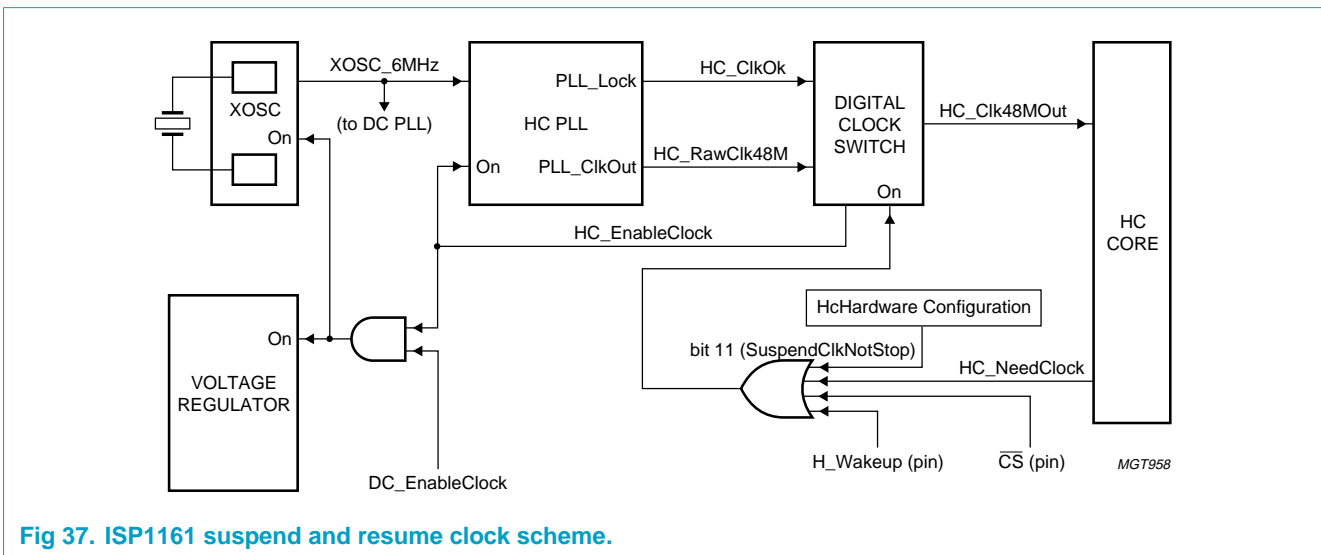 XOSC
On
XOSC_6MHz
(to DC PLL)
PLL_Lock
HC PLL
On
PLL_ClkOut
HC_ClkOk
HC_RawClk48M
DIGITAL
CLOCK
SWITCH
On
HC_Clk48MOut
HC
CORE
HC_EnableClock
VOLTAGE
REGULATOR
On
DC_EnableClock
HcHardware Configuration
bit 11 (SuspendClkNotStop)
HC_NeedClock
H_Wakeup (pin)
C̅S̅ (pin)
MGT958
Fig 37. ISP1161 suspend and resume clock scheme.